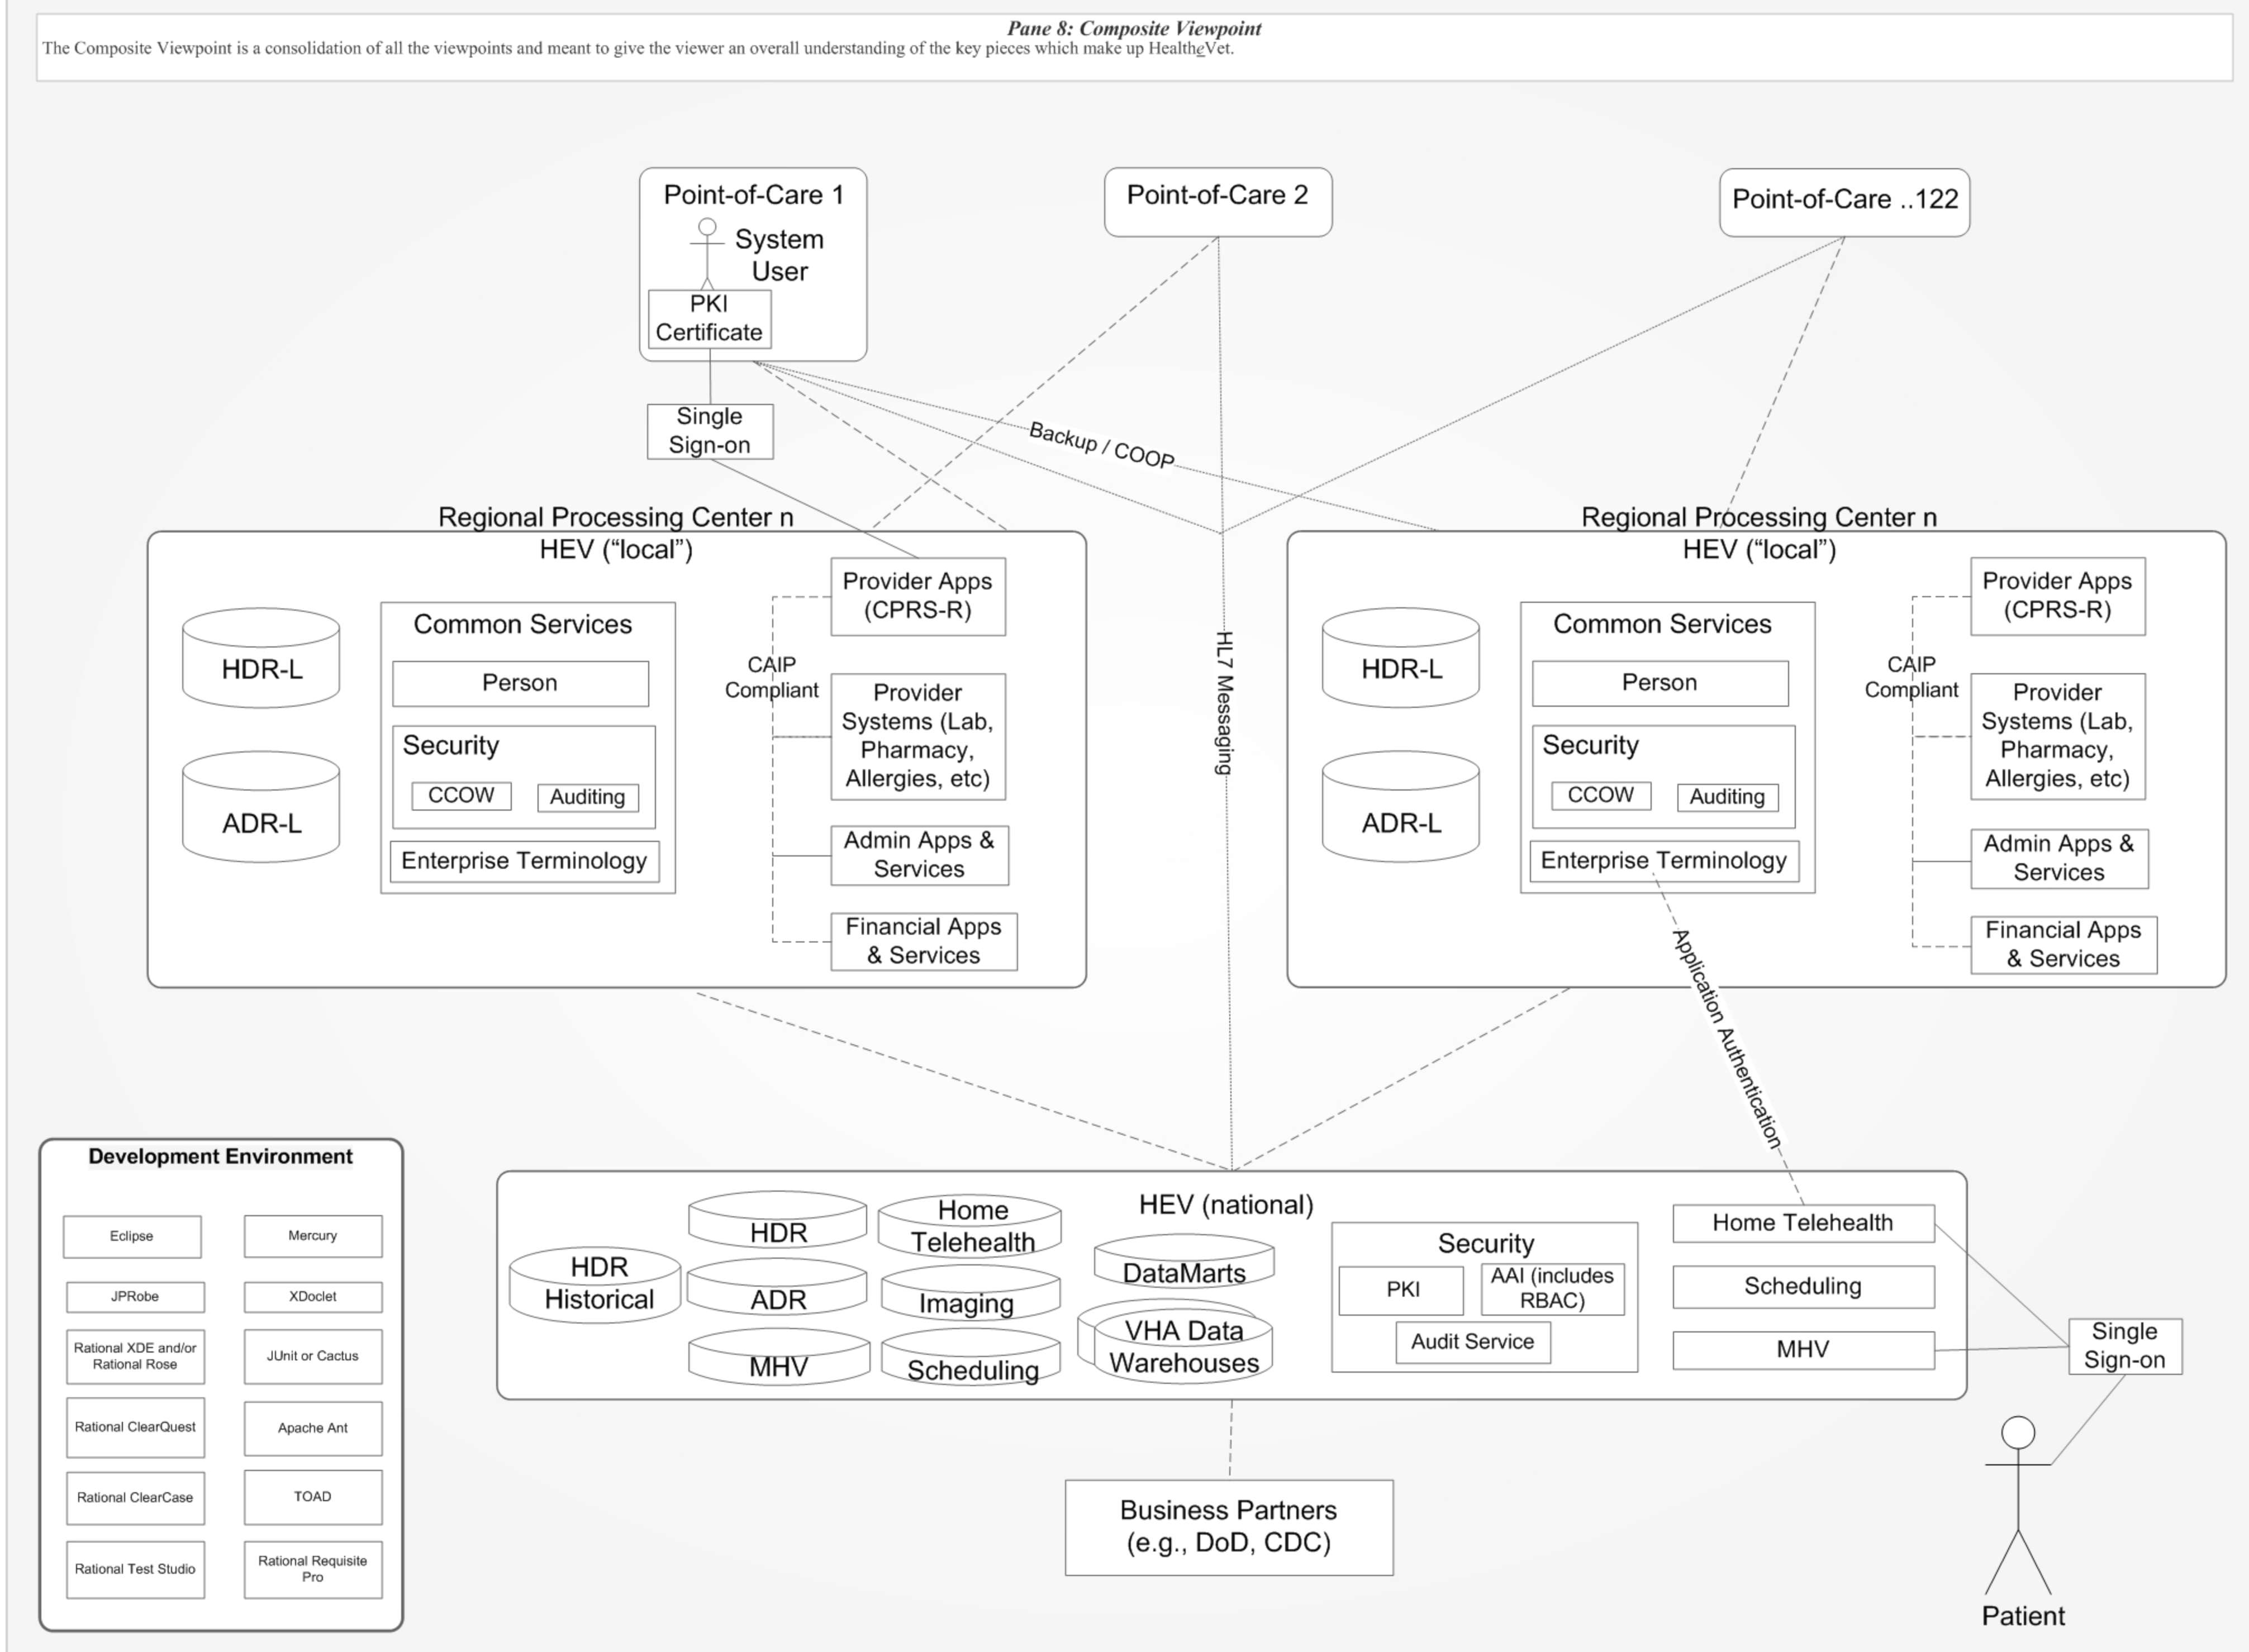 Pane 8: Composite Viewpoint
The Composite Viewpoint is a consolidation of all the viewpoints and meant to give the viewer an overall understanding of the key pieces which make up HealtheVet.
Point-of-Care 1
System
User
PKI
Certificate
Single
Sign-on
Point-of-Care 2
Point-of-Care ..122
Backup / COOP
HL7 Messaging
Regional Processing Center n
HEV (“local”)
HDR-L
ADR-L
Common Services
Person
Security
CCOW
Auditing
Enterprise Terminology
CAIP
Compliant
Provider Apps
(CPRS-R)
Provider
Systems (Lab,
Pharmacy,
Allergies, etc)
Admin Apps &
Services
Financial Apps
& Services
Regional Processing Center n
HEV (“local”)
HDR-L
ADR-L
Common Services
Person
Security
CCOW
Auditing
Enterprise Terminology
CAIP
Compliant
Provider Apps
(CPRS-R)
Provider
Systems (Lab,
Pharmacy,
Allergies, etc)
Admin Apps &
Services
Financial Apps
& Services
Application Authentication
Development Environment
Eclipse
Mercury
JPRobe
XDoclet
Rational XDE and/or
Rational Rose
JUnit or Cactus
Rational ClearQuest
Apache Ant
Rational ClearCase
TOAD
Rational Test Studio
Rational Requisite
Pro
HEV (national)
HDR
Historical
HDR
ADR
MHV
Home
Telehealth
Imaging
Scheduling
DataMarts
VHA Data
Warehouses
Security
PKI
AAI (includes
RBAC)
Audit Service
Home Telehealth
Scheduling
MHV
Single
Sign-on
Business Partners
(e.g., DoD, CDC)
Patient